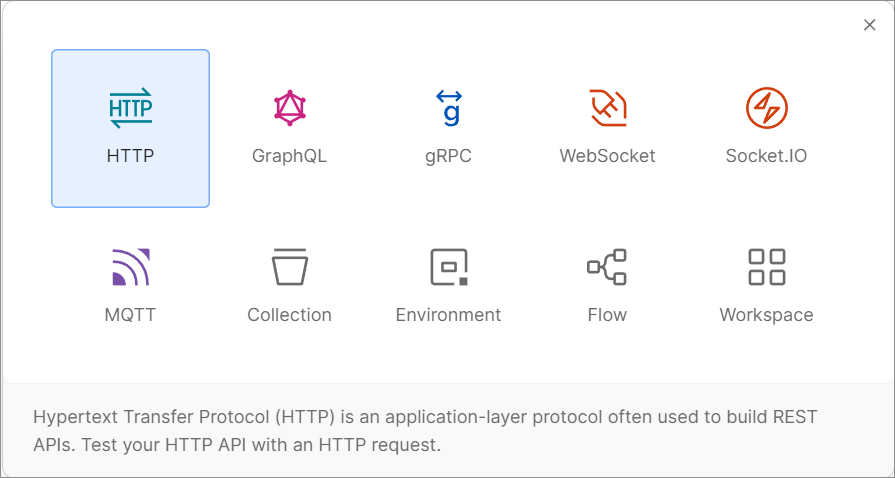 HTTP
HTTP GraphQL gRPC WebSocket Socket.IO
MQTT Collection Environment Flow Workspace
Hypertext Transfer Protocol (HTTP) is an application-layer protocol often used to build REST
APIs. Test your HTTP API with an HTTP request.